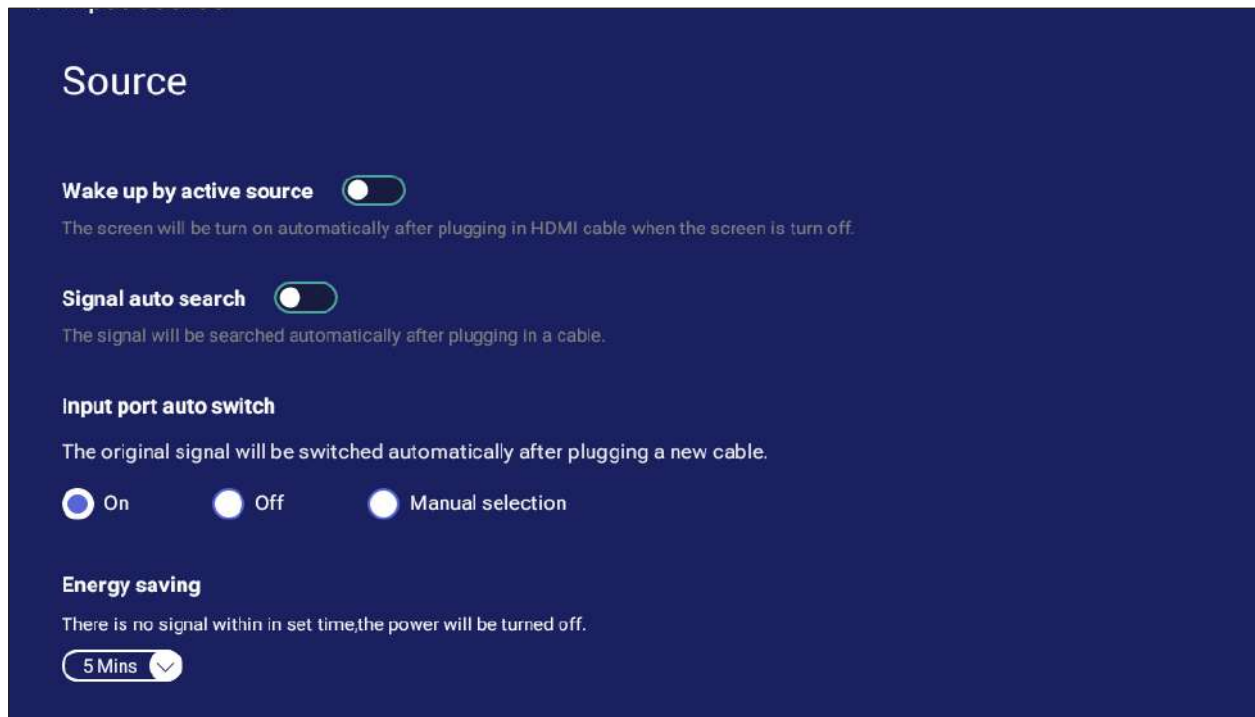 Source
Wake up by active source
The screen will be turn on automatically after plugging in HDMI cable when the screen is turn off.
Signal auto search
The signal will be searched automatically after plugging in a cable.
Input port auto switch
The original signal will be switched automatically after plugging a new cable.
On Off Manual selection
Energy saving
There is no signal within in set time,the power will be turned off.
5 Mins